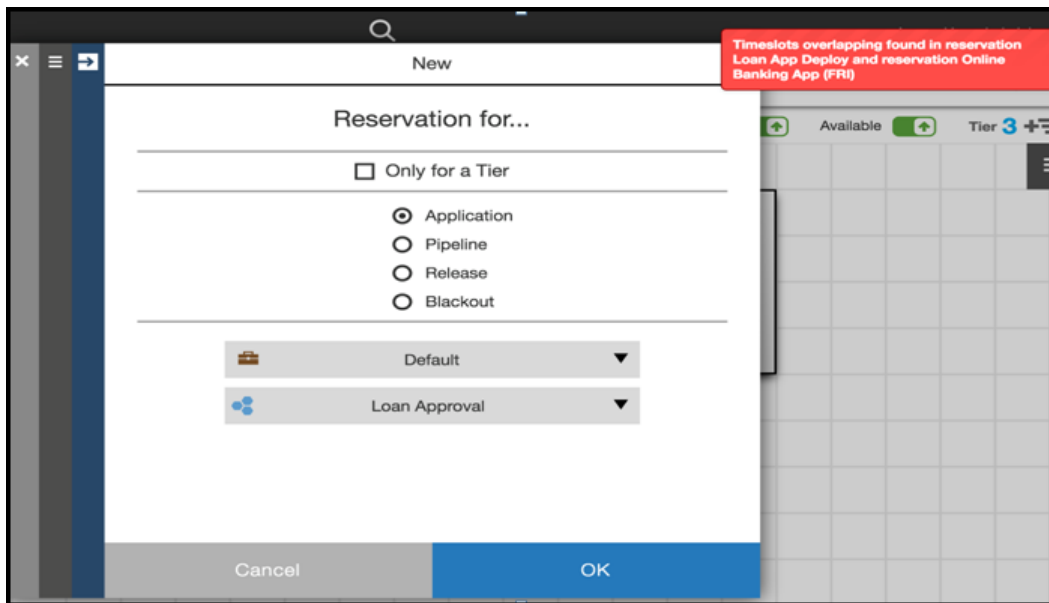 Timeslots overlapping found in reservation
Loan App Deploy and reservation Online
Banking App (FRI)
New
Reservation for...
Available
Tier 3
Only for a Tier
Application
Pipeline
Release
Blackout
Default
Loan Approval
Cancel
OK